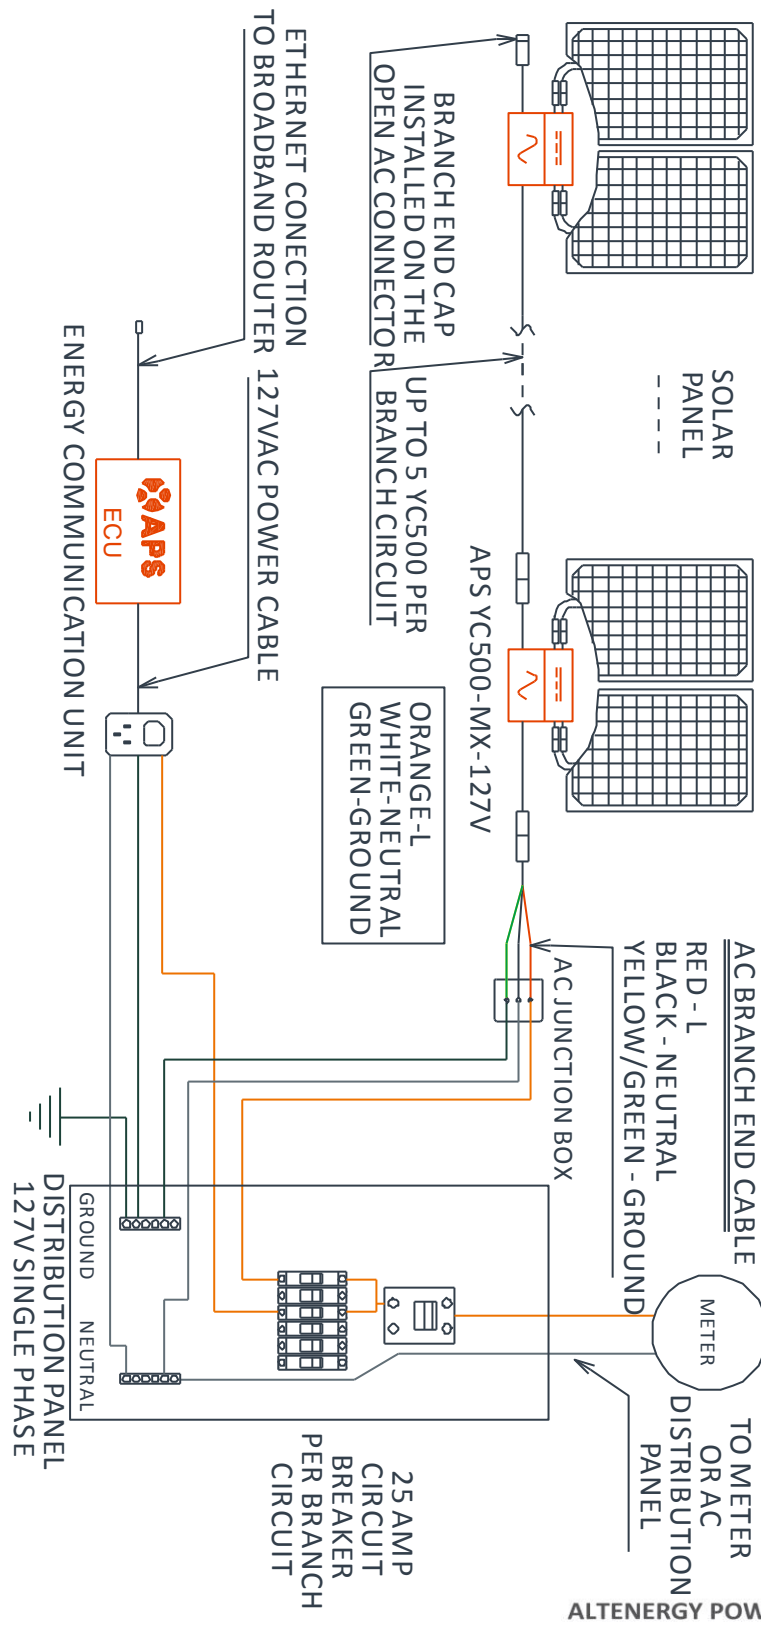 SOLAR
PANEL
BRANCH END CAP
INSTALLED ON THE
OPEN AC CONNECTOR
ETHERNET CONECTION
TO BROADBAND ROUTER
UP TO 5 YC500 PER
BRANCH CIRCUIT
APS YC500-MX-127V
127VAC POWER CABLE
APS
ECU
ENERGY COMMUNICATION UNIT
ORANGE-L
WHITE-NEUTRAL
GREEN-GROUND
AC BRANCH END CABLE
RED - L
BLACK - NEUTRAL
YELLOW/GREEN - GROUND
AC JUNCTION BOX
METER
TO METER
OR AC
DISTRIBUTION
PANEL
GROUND
NEUTRAL
DISTRIBUTION PANEL
127V SINGLE PHASE
25 AMP
CIRCUIT
BREAKER
PER BRANCH
CIRCUIT
ALTENERGY POW